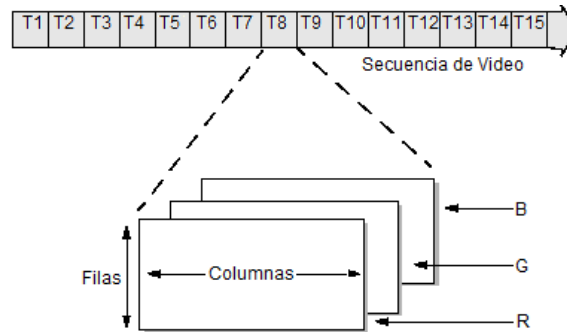 T1 T2 T3 T4 T5 T6 T7 T8 T9 T10 T11 T12 T13 T14 T15
Secuencia de Video
B
Filas
Columnas
G
R